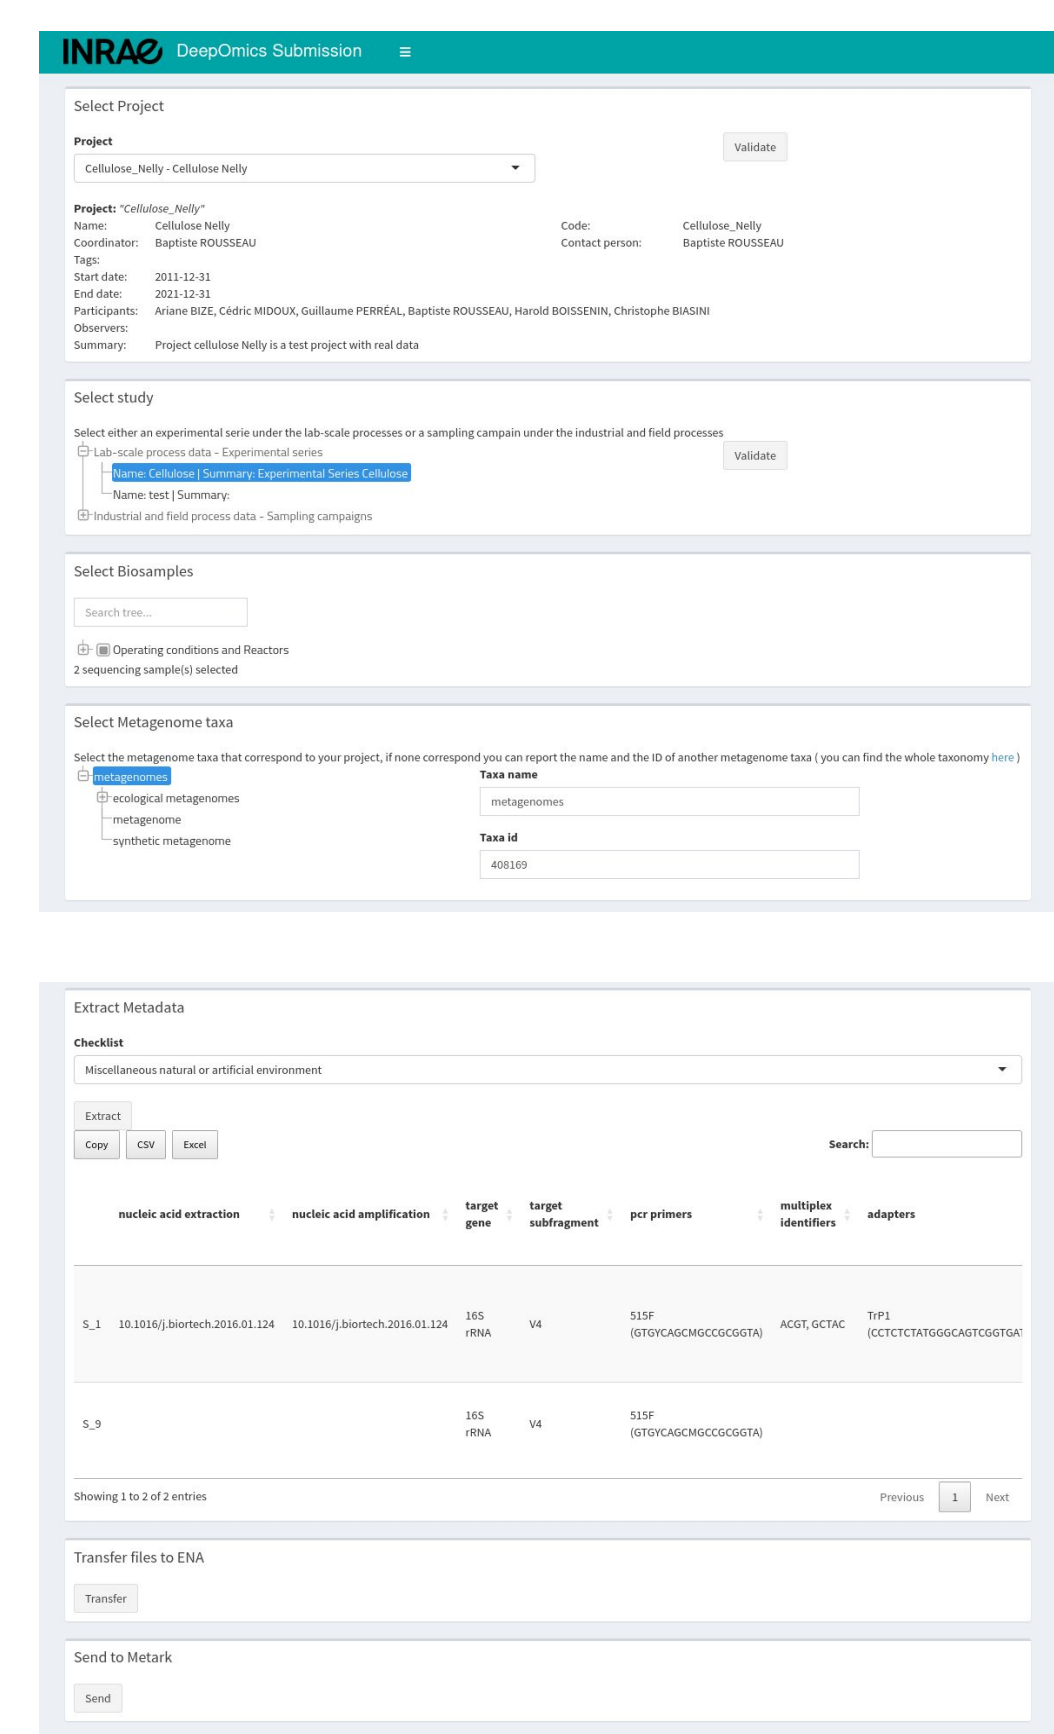 INRAE DeepOmics Submission
Select Project
Project
Validate
Cellulose_Nelly - Cellulose Nelly
Project: "Cellulose_Nelly"
Name: Cellulose Nelly Code: Cellulose_Nelly
Coordinator: Baptiste ROUSSEAU Contact person: Baptiste ROUSSEAU
Tags:
Start date: 2011-12-31
End date: 2021-12-31
Participants: Ariane BIZE, Cédric MIDOUX, Guillaume PERRÉAL, Baptiste ROUSSEAU, Harold BOISSENIN, Christophe BIASINI
Observers:
Summary: Project cellulose Nelly is a test project with real data
Select study
Select either an experimental serie under the lab-scale processes or a sampling campain under the industrial and field processes
Lab-scale process data - Experimental series
Validate
Name: Cellulose | Summary: Experimental Series Cellulose
Name: test | Summary:
Industrial and field process data - Sampling campaigns
Select Biosamples
Search tree...
Operating conditions and Reactors
2 sequencing sample(s) selected
Select Metagenome taxa
Select the metagenome taxa that correspond to your project, if none correspond you can report the name and the ID of another metagenome taxa ( you can find the whole taxonomy here )
metagenomes
ecological metagenomes
metagenome
synthetic metagenome
Taxa name
metagenomes
Taxa id
408169
Extract Metadata
Checklist
Miscellaneous natural or artificial environment
Extract
Copy CSV Excel Search:
nucleic acid extraction nucleic acid amplification target gene target subfragment pcr primers multiplex identifiers adapters
S_1 10.1016/j.biortech.2016.01.124 10.1016/j.biortech.2016.01.124 16S rRNA V4 515F (GTGYCAGCMGCCGCGGTA) ACGT, GCTAC TrP1 (CCTCTCTATGGGCAGTCGGTGAT
S_9 16S rRNA V4 515F (GTGYCAGCMGCCGCGGTA)
Showing 1 to 2 of 2 entries Previous 1 Next
Transfer files to ENA
Transfer
Send to Metark
Send